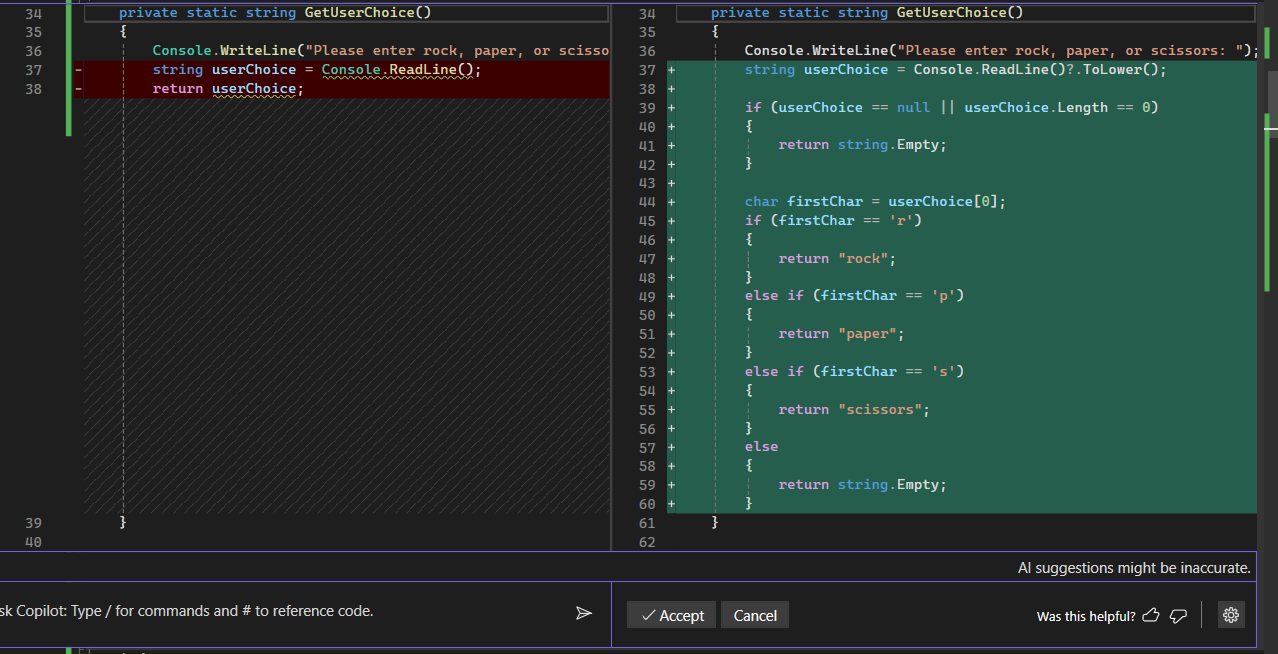 34 private static string GetUserChoice()
35 {
36 Console.WriteLine("Please enter rock, paper, or scisso
37 - string userChoice = Console.ReadLine();
38 - return userChoice;
39 }
40
34 private static string GetUserChoice()
35 {
36 Console.WriteLine("Please enter rock, paper, or scissors: ");
37 + string userChoice = Console.ReadLine()?.ToLower();
38 +
39 + if (userChoice == null || userChoice.Length == 0)
40 + {
41 + return string.Empty;
42 + }
43 +
44 + char firstChar = userChoice[0];
45 + if (firstChar == 'r')
46 + {
47 + return "rock";
48 + }
49 + else if (firstChar == 'p')
50 + {
51 + return "paper";
52 + }
53 + else if (firstChar == 's')
54 + {
55 + return "scissors";
56 + }
57 + else
58 + {
59 + return string.Empty;
60 + }
61 }
62
AI suggestions might be inaccurate.
sk Copilot: Type / for commands and # to reference code.
Accept
Cancel
Was this helpful?